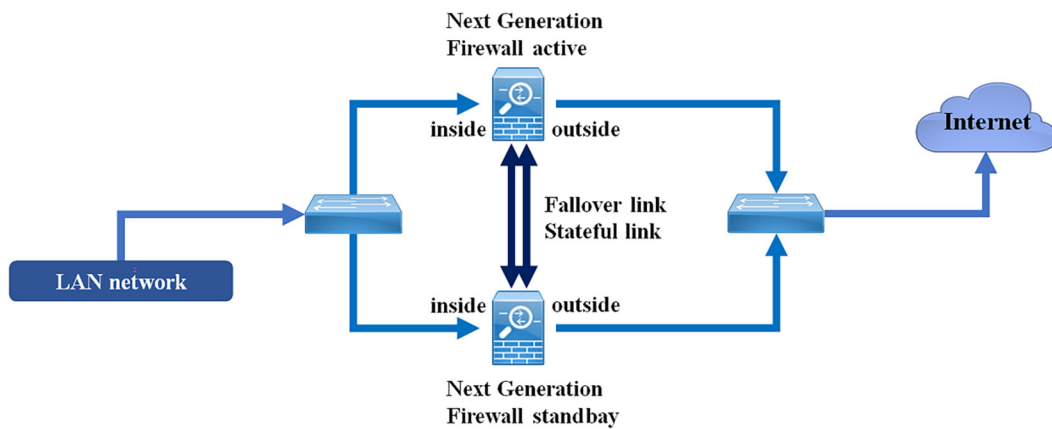 Next Generation
Firewall active
inside
outside
Internet
Fallover link
Stateful link
LAN network
inside
outside
Next Generation
Firewall standbay